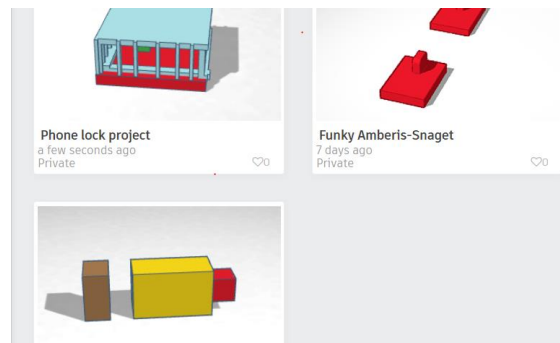 Phone lock project
a few seconds ago
Private
0
Funky Amberis-Snaget
7 days ago
Private
0